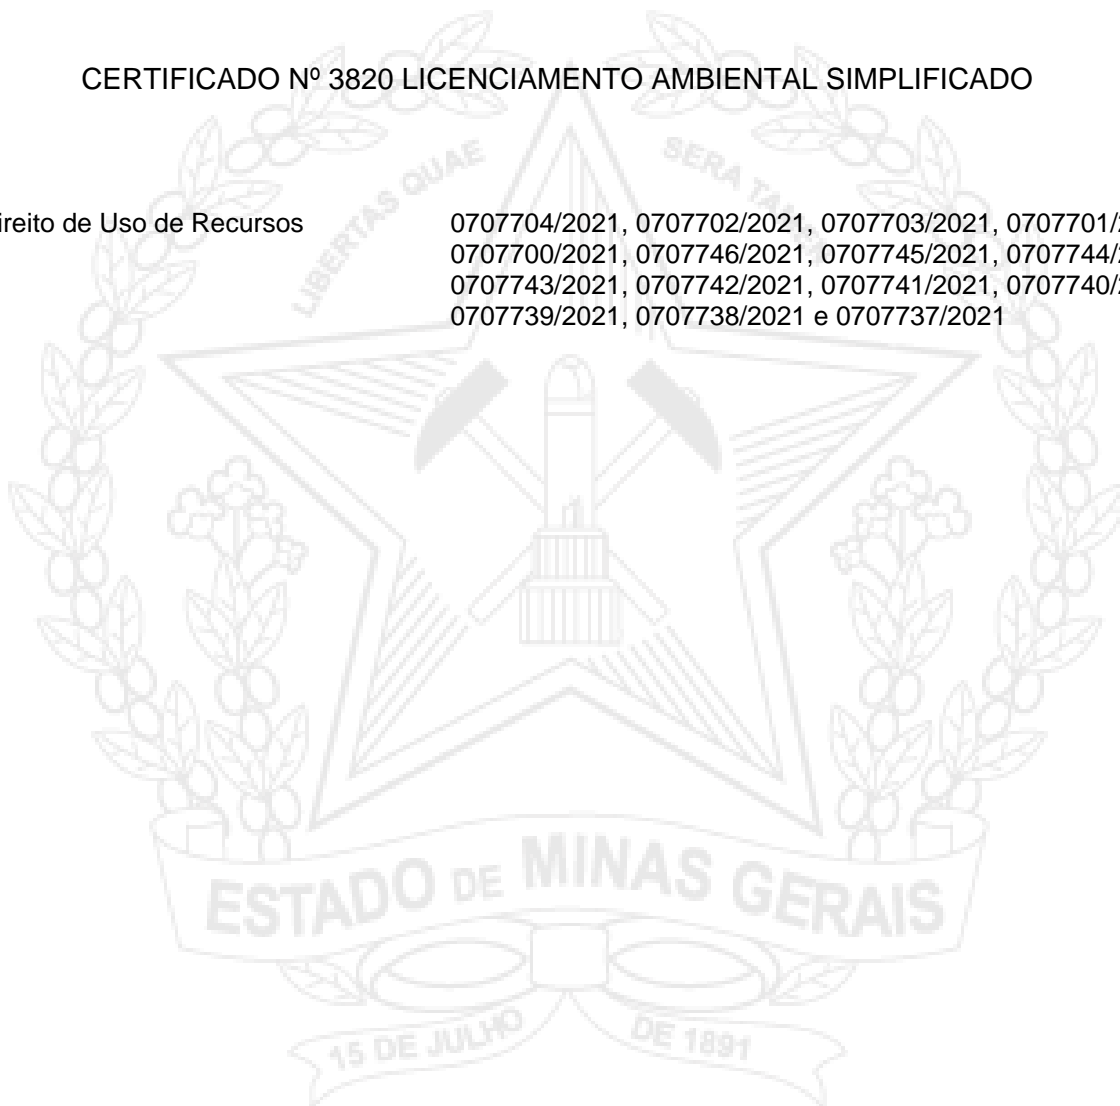 CERTIFICADO Nº 3820 LICENCIAMENTO AMBIENTAL SIMPLIFICADO
LIBERTAS QUAE SERA TAMEN
ireito de Uso de Recursos 0707704/2021, 0707702/2021, 0707703/2021, 0707701/
0707700/2021, 0707746/2021, 0707745/2021, 0707744/
0707743/2021, 0707742/2021, 0707741/2021, 0707740/
0707739/2021, 0707738/2021 e 0707737/2021
ESTADO DE MINAS GERAIS
15 DE JULHO DE 1891